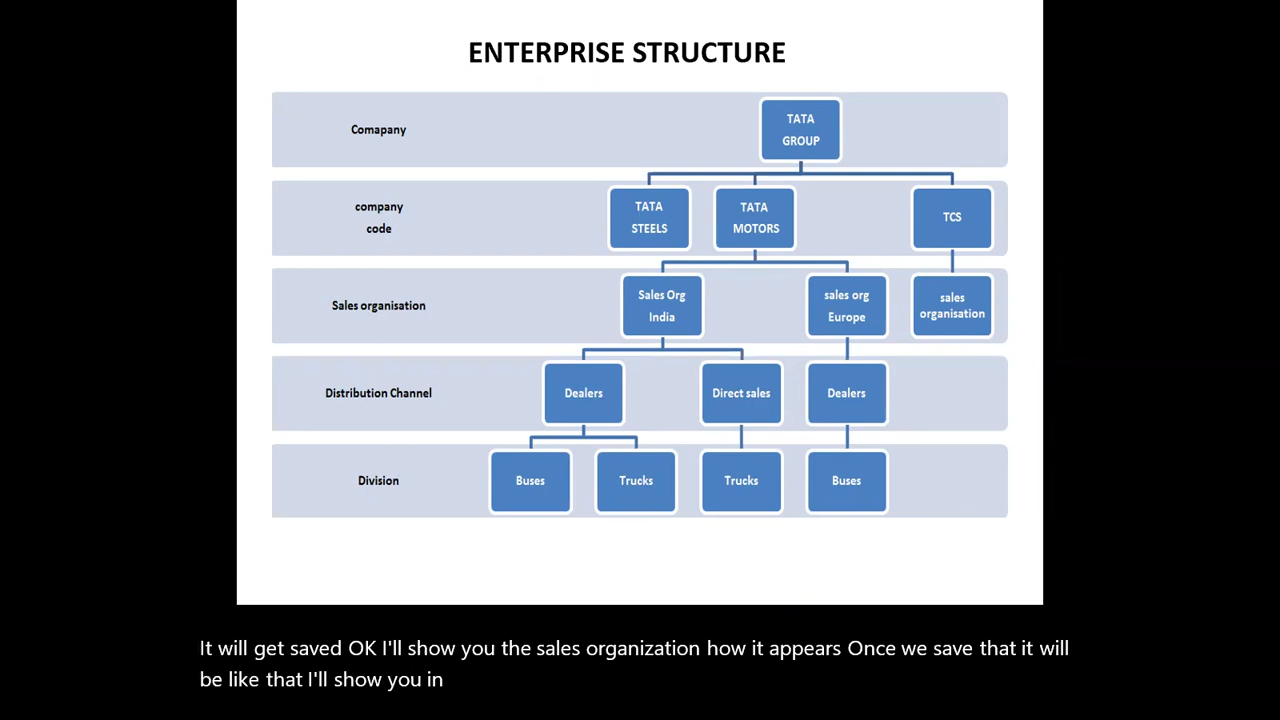 ENTERPRISE STRUCTURE
Comapany
TATA
GROUP
company
code
TATA
STEELS
TATA
MOTORS
TCS
Sales organisation
Sales Org
India
sales org
Europe
sales
organisation
Distribution Channel
Dealers
Direct sales
Dealers
Division
Buses
Trucks
Trucks
Buses
It will get saved OK I'll show you the sales organization how it appears Once we save that it will
be like that I'll show you in